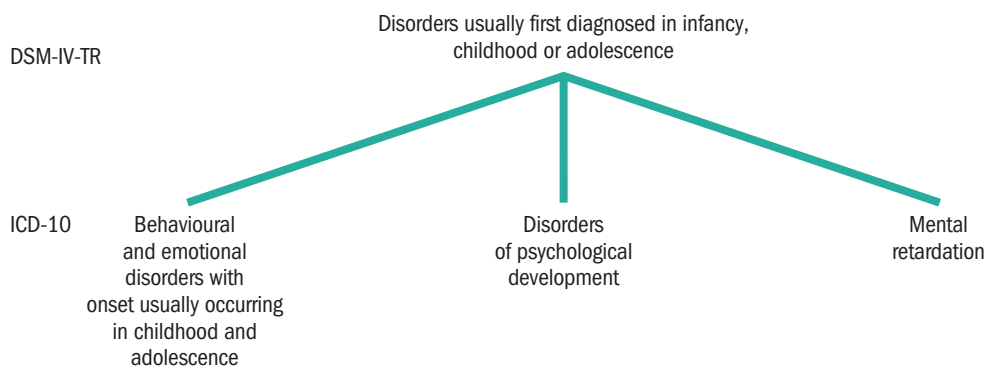 Disorders usually first diagnosed in infancy,
childhood or adolescence
DSM-IV-TR
ICD-10
Behavioural
and emotional
disorders with
onset usually occurring
in childhood and
adolescence
Disorders
of psychological
development
Mental
retardation